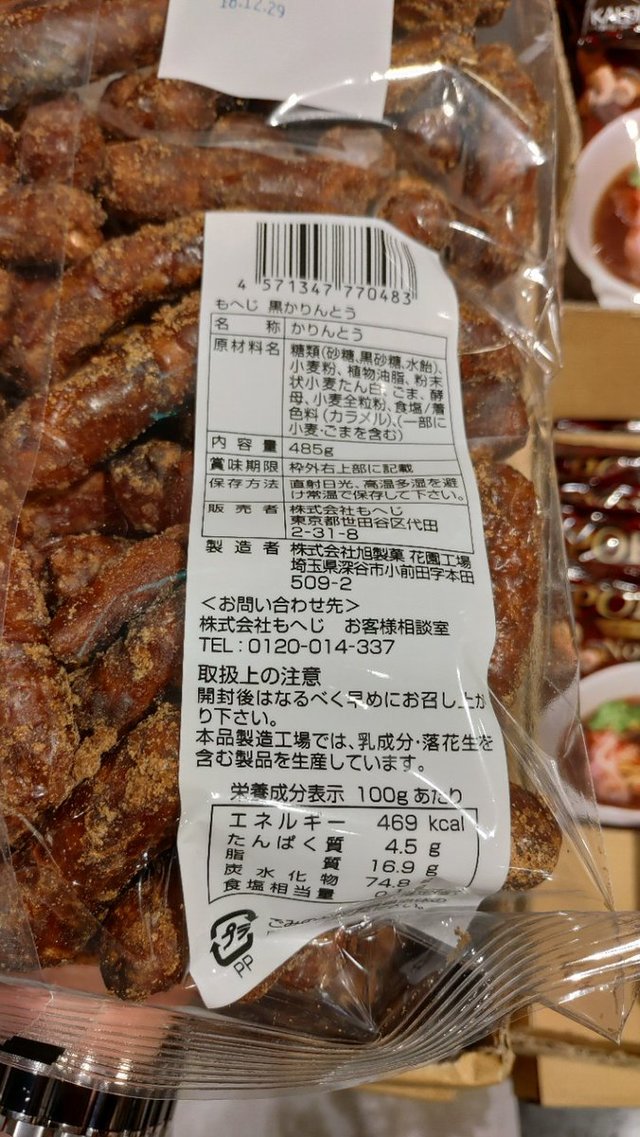 18.12.29
4 571347 770483
もへじ 黒かりんとう
名称 かりんとう
原材料名 糖類(砂糖、黒砂糖、水飴)、
小麦粉、植物油脂、粉末
状小麦たん白、ごま、酵
母、小麦全粒粉、食塩/着
色料(カラメル)、(一部に
小麦・ごまを含む)
内容量 485g
賞味期限 枠外右上部に記載
保存方法 直射日光、高温多湿を避
け常温で保存して下さい。
販売者 株式会社もへじ
東京都世田谷区代田
2-31-8
製造者 株式会社旭製菓 花園工場
埼玉県深谷市小前田字本田
509-2
<お問い合わせ先>
株式会社もへじ お客様相談室
TEL:0120-014-337
取扱上の注意
開封後はなるべく早めにお召し上が
り下さい。
本品製造工場では、乳成分・落花生を
含む製品を生産しています。
栄養成分表示 100gあたり
エネルギー 469 kcal
たんぱく質 4.5 g
脂質 16.9 g
炭水化物 74.8
食塩相当量
プラ
PP